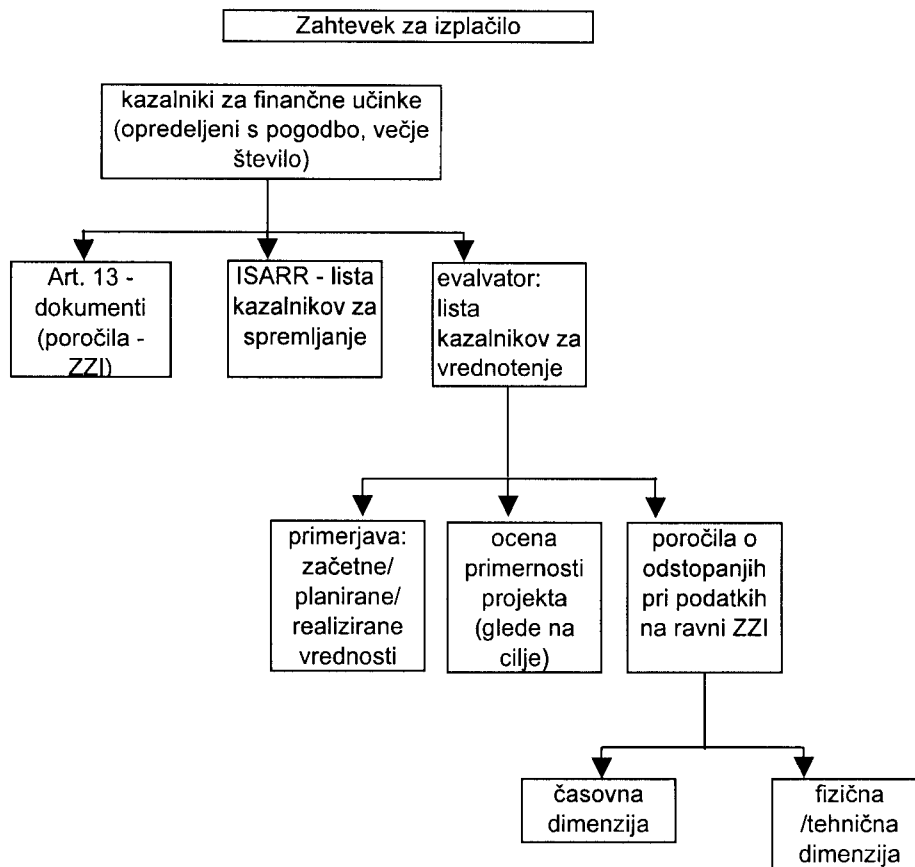 Zahtevek za izplačilo
kazalniki za finančne učinke
(opredeljeni s pogodbo, večje
število)
Art. 13 -
dokumenti
(poročila -
ZZI)
ISARR - lista
kazalnikov za
spremljanje
evalvator:
lista
kazalnikov za
vrednotenje
primerjava:
začetne/
planirane/
realizirane
vrednosti
ocena
primernosti
projekta
(glede na
cilje)
poročila o
odstopanjih
pri podatkih
na ravni ZZI
časovna
dimenzija
fizična
/tehnična
dimenzija